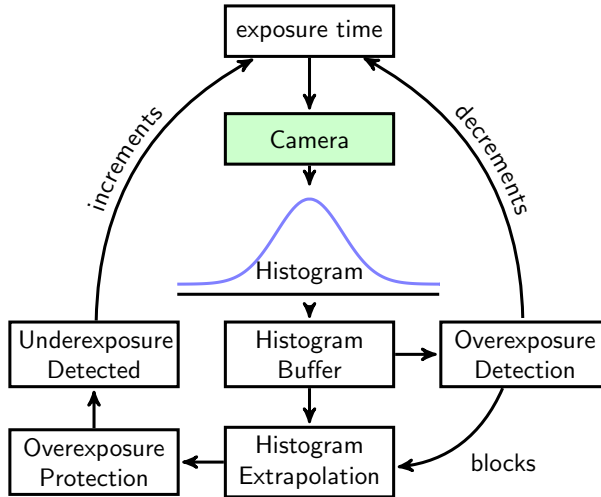 exposure time
increments
decrements
Camera
Histogram
Underexposure
Detected
Histogram
Buffer
Overexposure
Detection
Overexposure
Protection
Histogram
Extrapolation
blocks